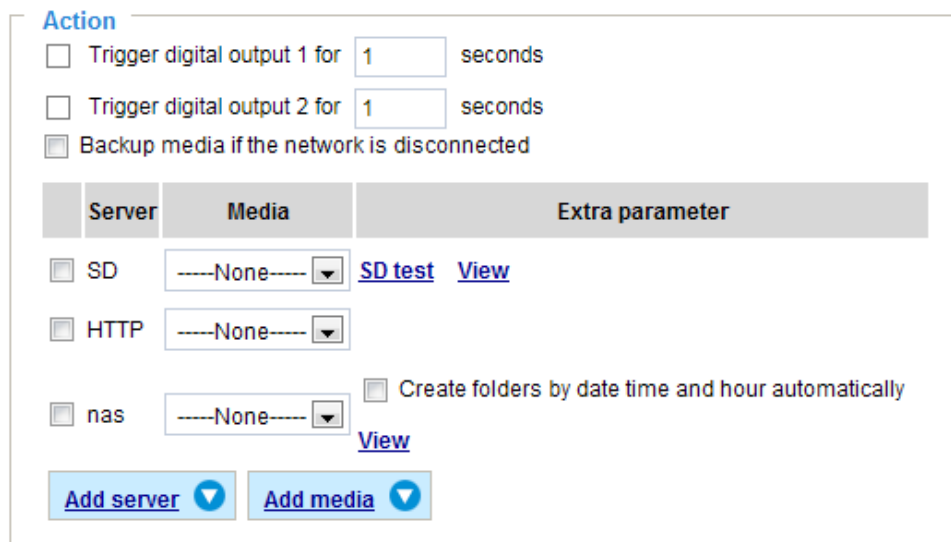 Action
Trigger digital output 1 for 1 seconds
Trigger digital output 2 for 1 seconds
Backup media if the network is disconnected
Server Media Extra parameter
SD -----None----- SD test View
HTTP -----None-----
Create folders by date time and hour automatically
nas -----None-----
View
Add server Add media